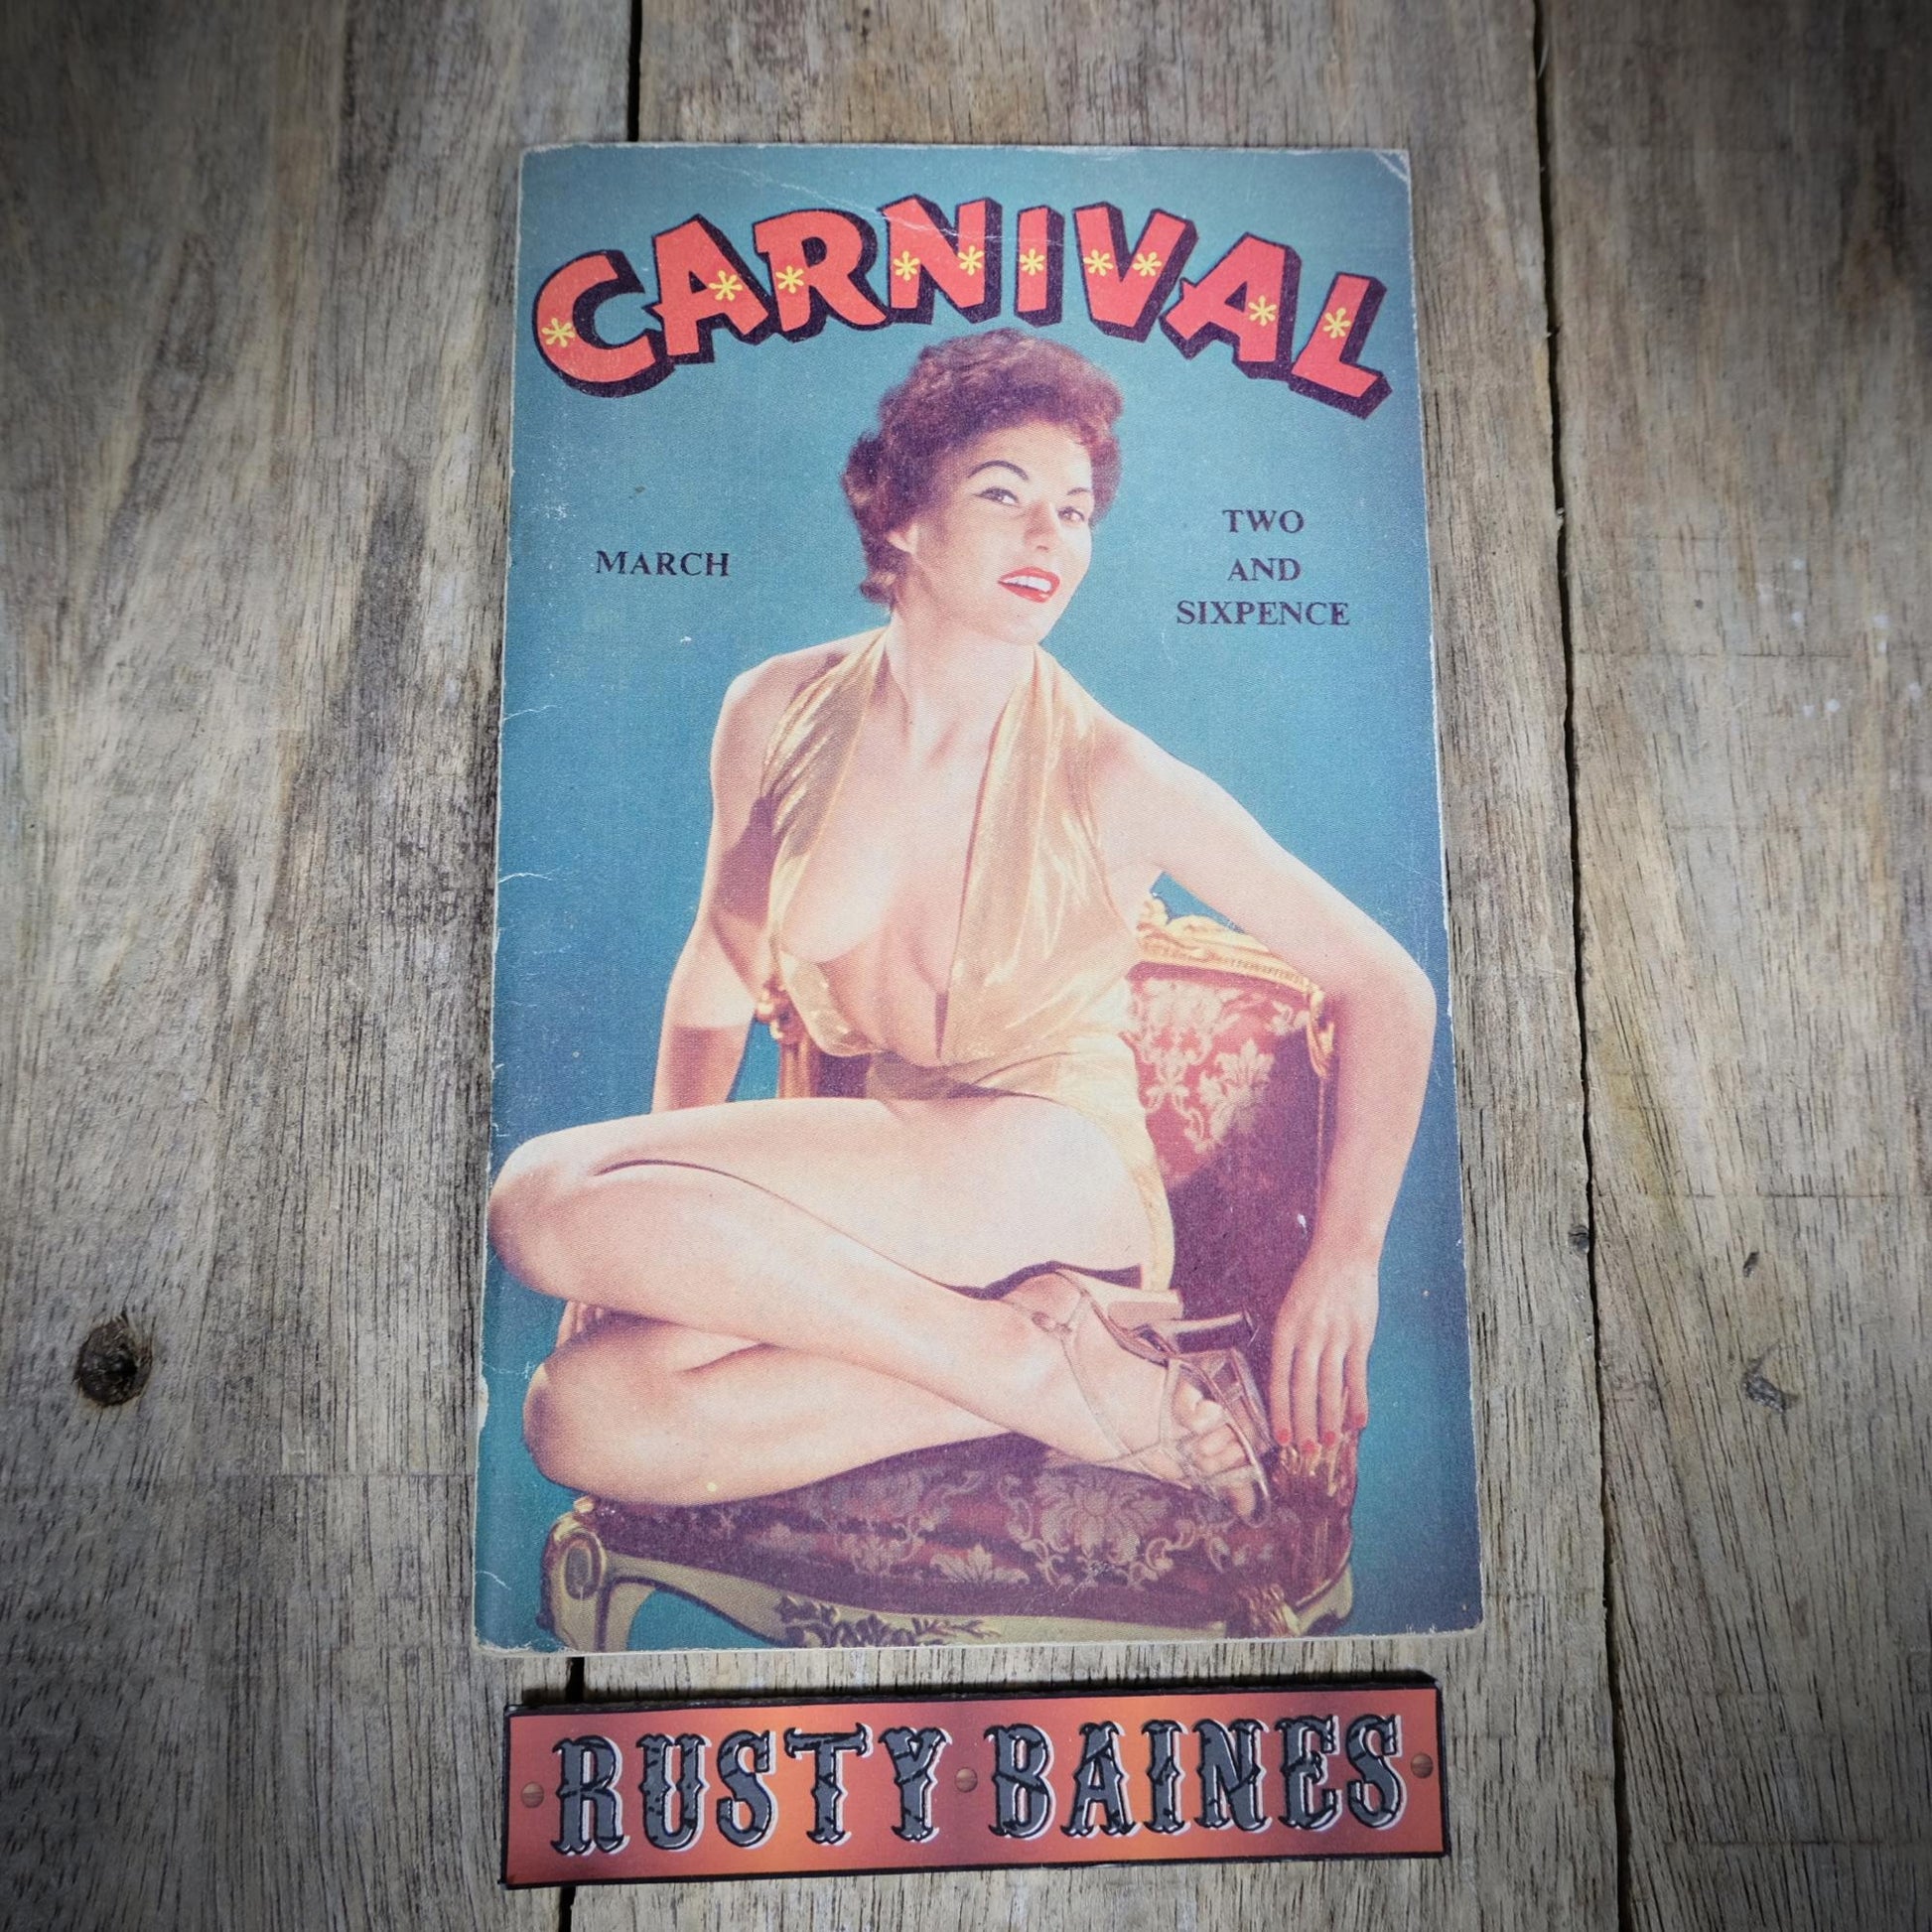 CARNIVAL
MARCH
TWO
AND
SIXPENCE
RUSTY BAINES